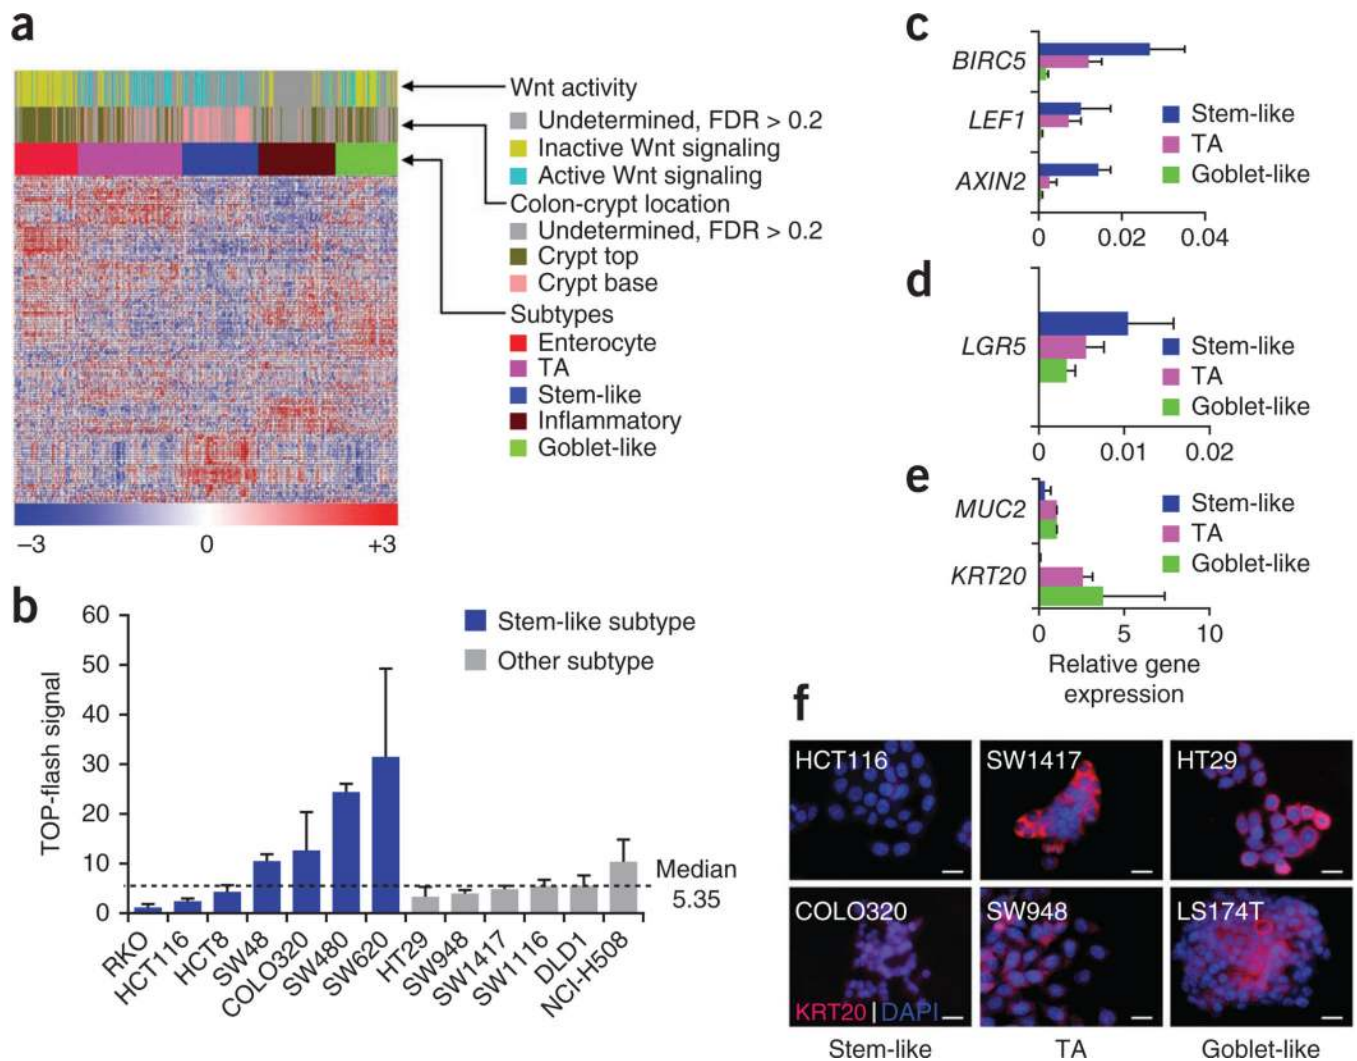 a
Wnt activity
Undetermined, FDR > 0.2
Inactive Wnt signaling
Active Wnt signaling
Colon-crypt location
Undetermined, FDR > 0.2
Crypt top
Crypt base
Subtypes
Enterocyte
TA
Stem-like
Inflammatory
Goblet-like
–3 0 +3
b
TOP-flash signal
60
50
40
30
20
10
0
Stem-like subtype
Other subtype
Median
5.35
RKO
HCT116
HCT8
SW48
COLO320
SW480
SW620
HT29
SW948
SW1417
SW1116
DLD1
NCI-H508
c
BIRC5
LEF1
AXIN2
Stem-like
TA
Goblet-like
0 0.02 0.04
d
LGR5
Stem-like
TA
Goblet-like
0 0.01 0.02
e
MUC2
KRT20
Stem-like
TA
Goblet-like
0 5 10
Relative gene
expression
f
HCT116 SW1417 HT29
COLO320 SW948 LS174T
KRT20 | DAPI
Stem-like TA Goblet-like